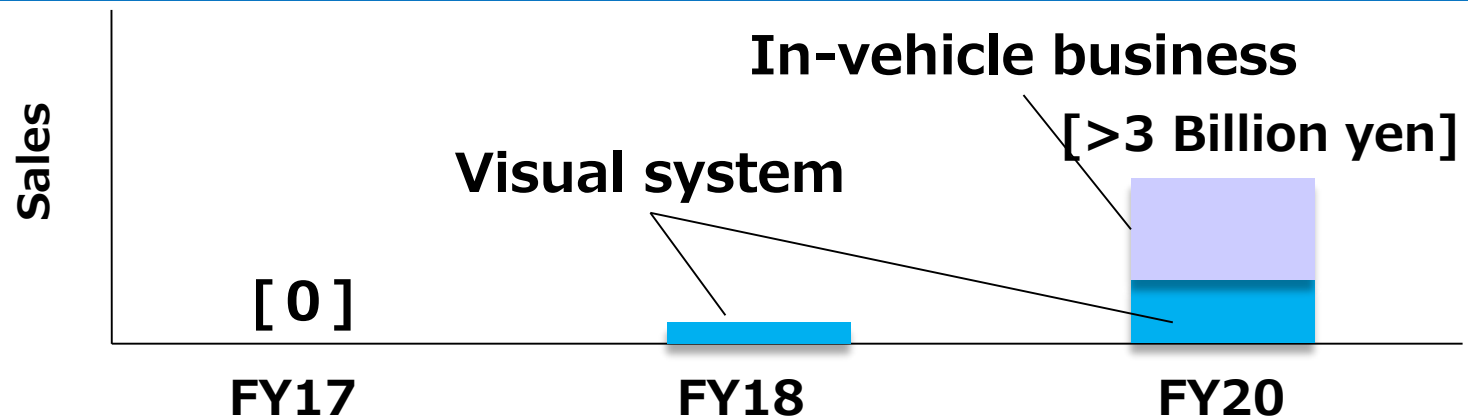 In-vehicle business
[>3 Billion yen]
Visual system
Sales
[ 0 ]
FY17
FY18
FY20